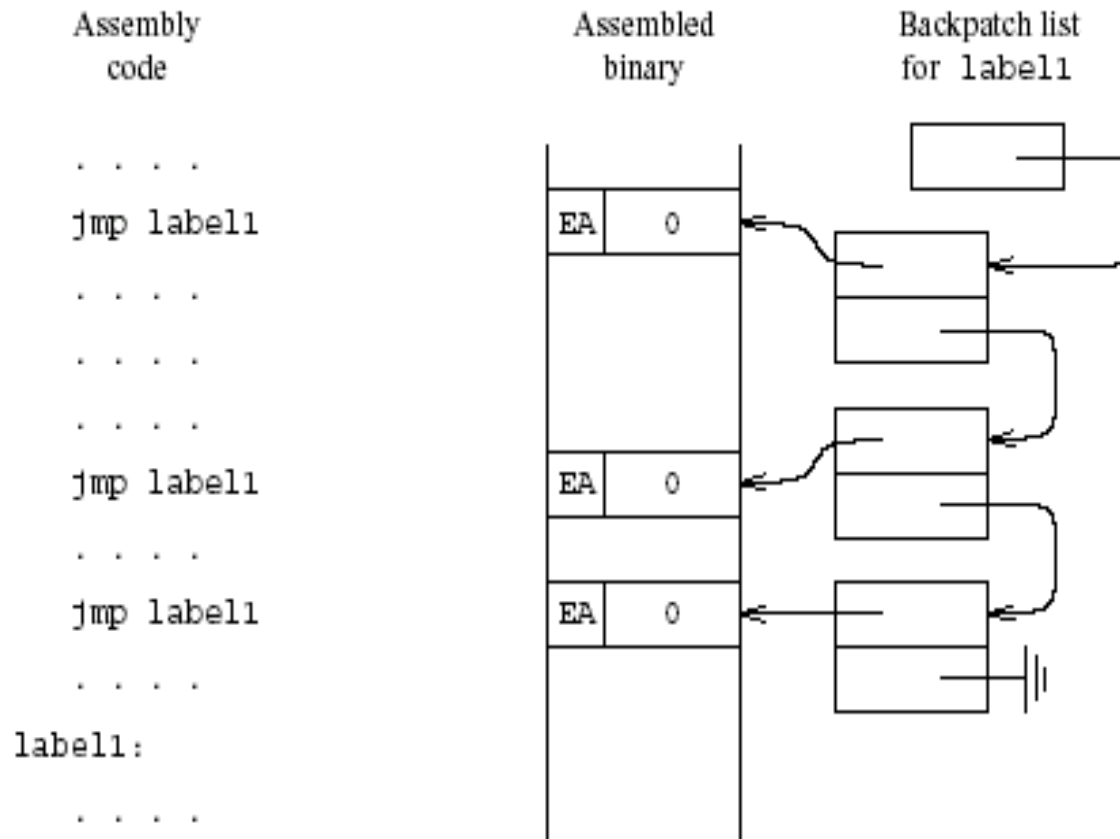 Assembly
code
Assembled
binary
Backpatch list
for label1
. . . .
jmp label1
EA 0
. . . .
. . . .
. . . .
jmp label1
EA 0
. . . .
jmp label1
EA 0
. . . .
label1:
. . . .